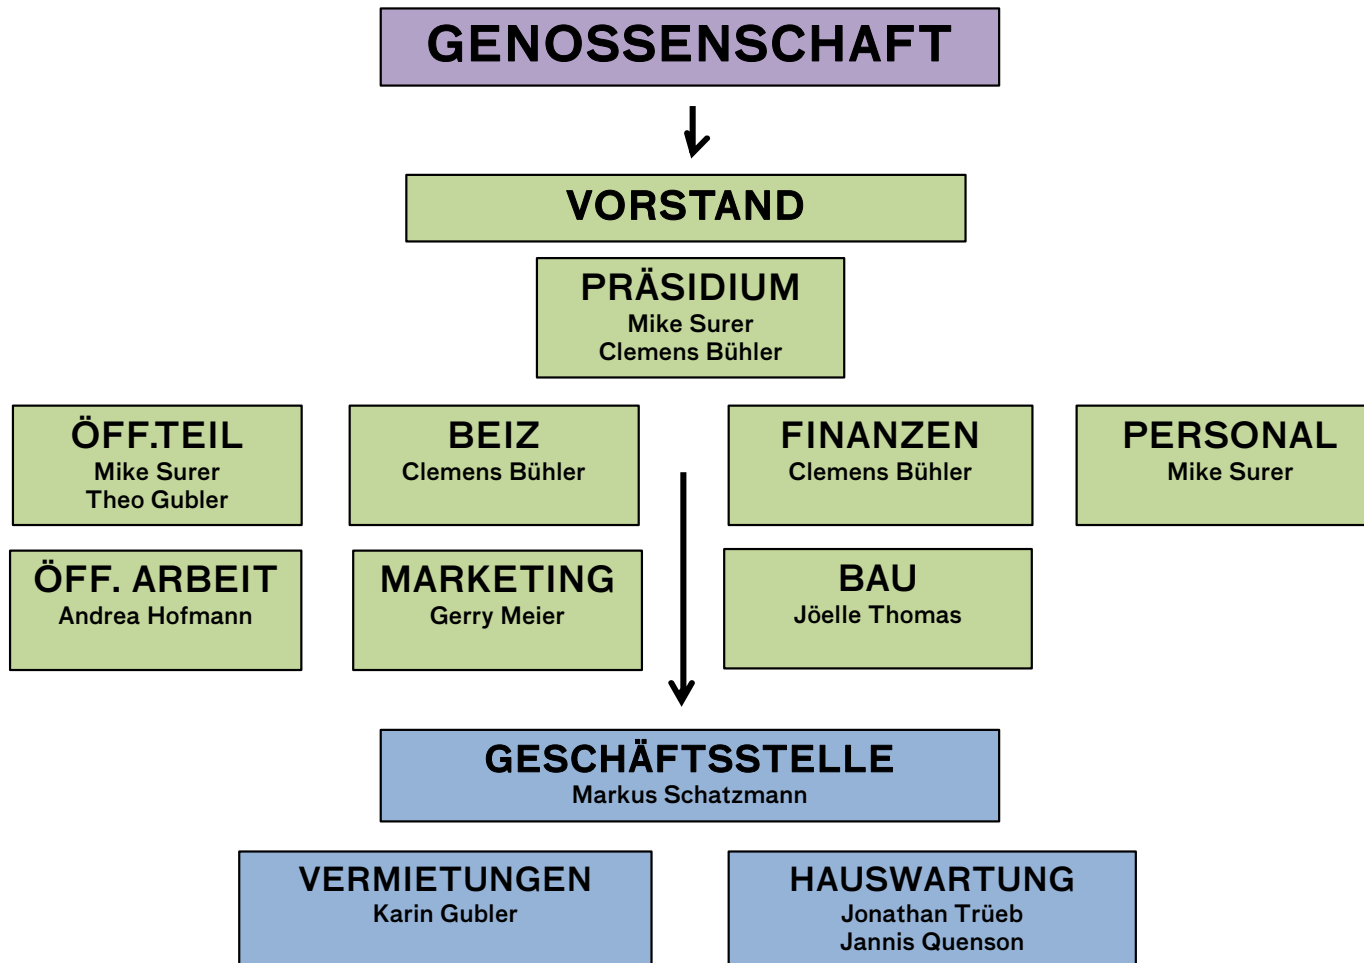 GENOSSENSCHAFT
VORSTAND
PRÄSIDIUM
Mike Surer
Clemens Bühler
ÖFF.TEIL
Mike Surer
Theo Gubler
BEIZ
Clemens Bühler
FINANZEN
Clemens Bühler
PERSONAL
Mike Surer
ÖFF. ARBEIT
Andrea Hofmann
MARKETING
Gerry Meier
BAU
Jöelle Thomas
GESCHÄFTSSTELLE
Markus Schatzmann
VERMIETUNGEN
Karin Gubler
HAUSWARTUNG
Jonathan Trüeb
Jannis Quenson